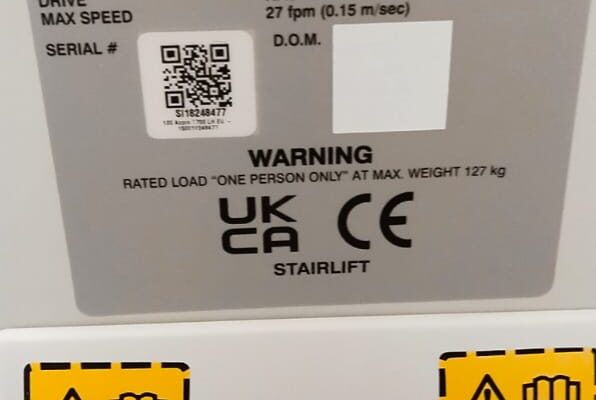 DRIVE
MAX SPEED
27 fpm (0.15 m/sec)
SERIAL #
D.O.M.
SI18248477
WARNING
RATED LOAD "ONE PERSON ONLY" AT MAX. WEIGHT 127 kg
UK
CA
CE
STAIRLIFT